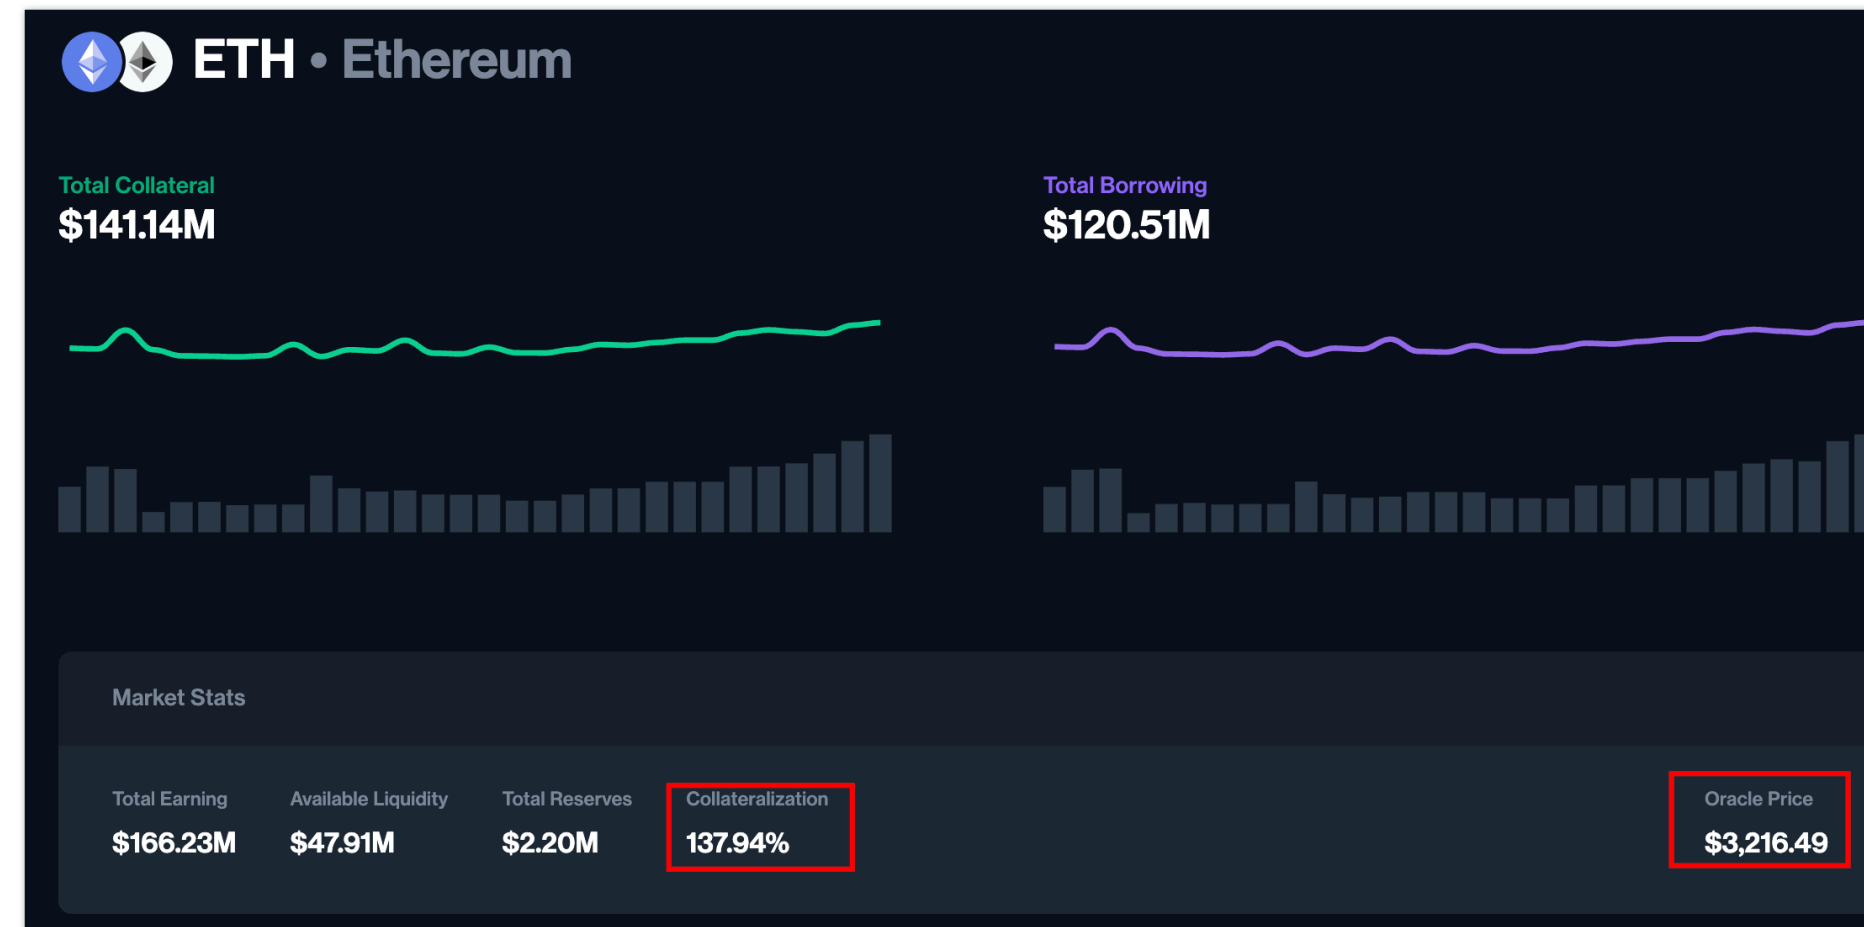 ETH • Ethereum
Total Collateral
$141.14M
Total Borrowing
$120.51M
Market Stats
Total Earning
$166.23M
Available Liquidity
$47.91M
Total Reserves
$2.20M
Collateralization
137.94%
Oracle Price
$3,216.49